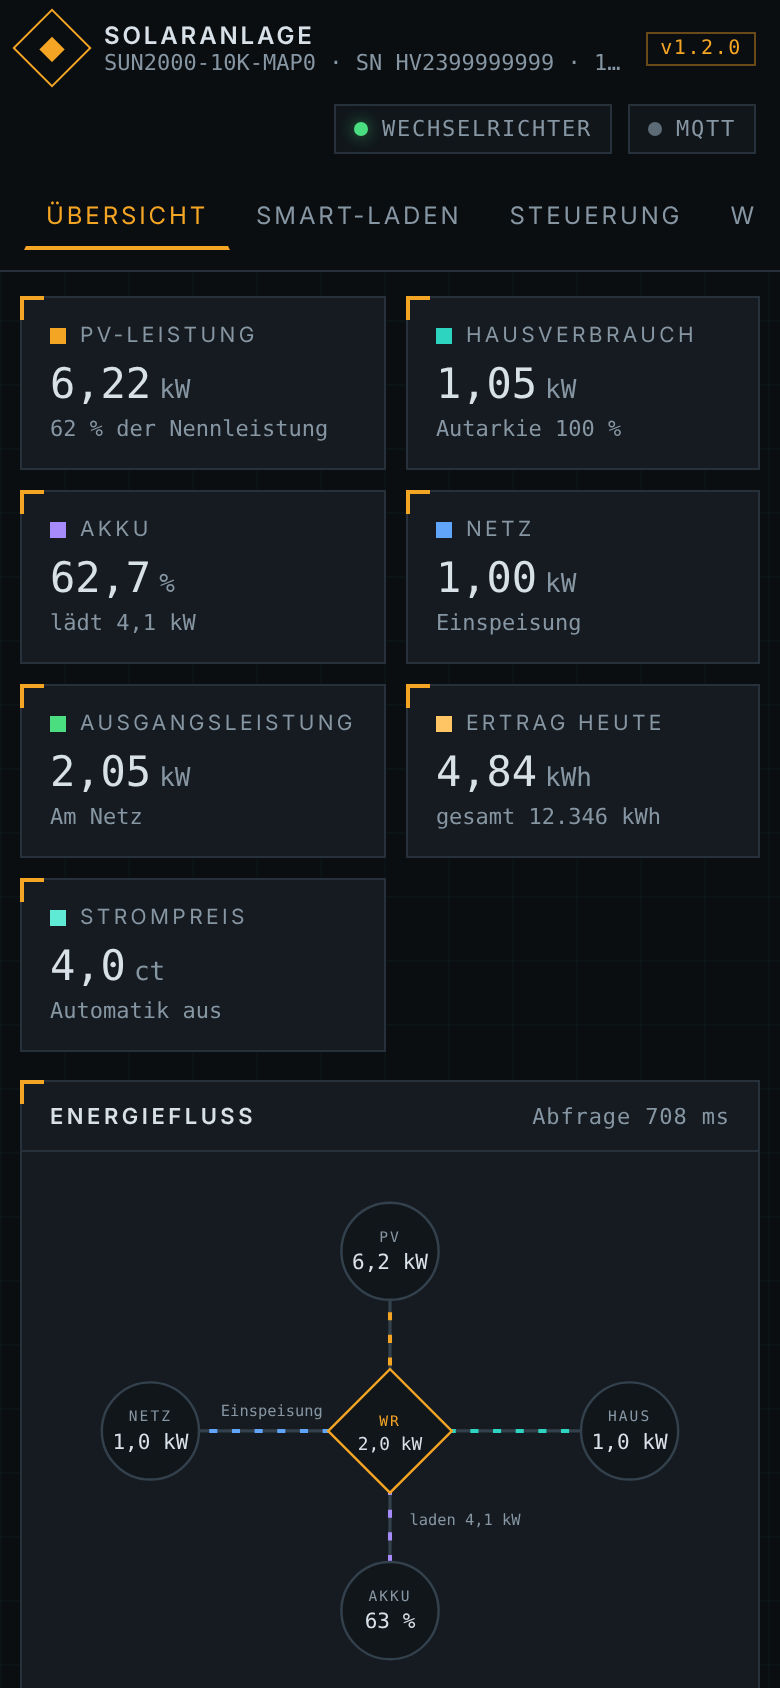 SOLARANLAGE
SUN2000-10K-MAP0 · SN HV2399999999 · 1…
v1.2.0
WECHSELRICHTER
MQTT
ÜBERSICHT SMART-LADEN STEUERUNG W
PV-LEISTUNG
6,22 kW
62 % der Nennleistung
HAUSVERBRAUCH
1,05 kW
Autarkie 100 %
AKKU
62,7 %
lädt 4,1 kW
NETZ
1,00 kW
Einspeisung
AUSGANGSLEISTUNG
2,05 kW
Am Netz
ERTRAG HEUTE
4,84 kWh
gesamt 12.346 kWh
STROMPREIS
4,0 ct
Automatik aus
ENERGIEFLUSS
Abfrage 708 ms
PV
6,2 kW
NETZ
1,0 kW
Einspeisung
WR
2,0 kW
HAUS
1,0 kW
laden 4,1 kW
AKKU
63 %